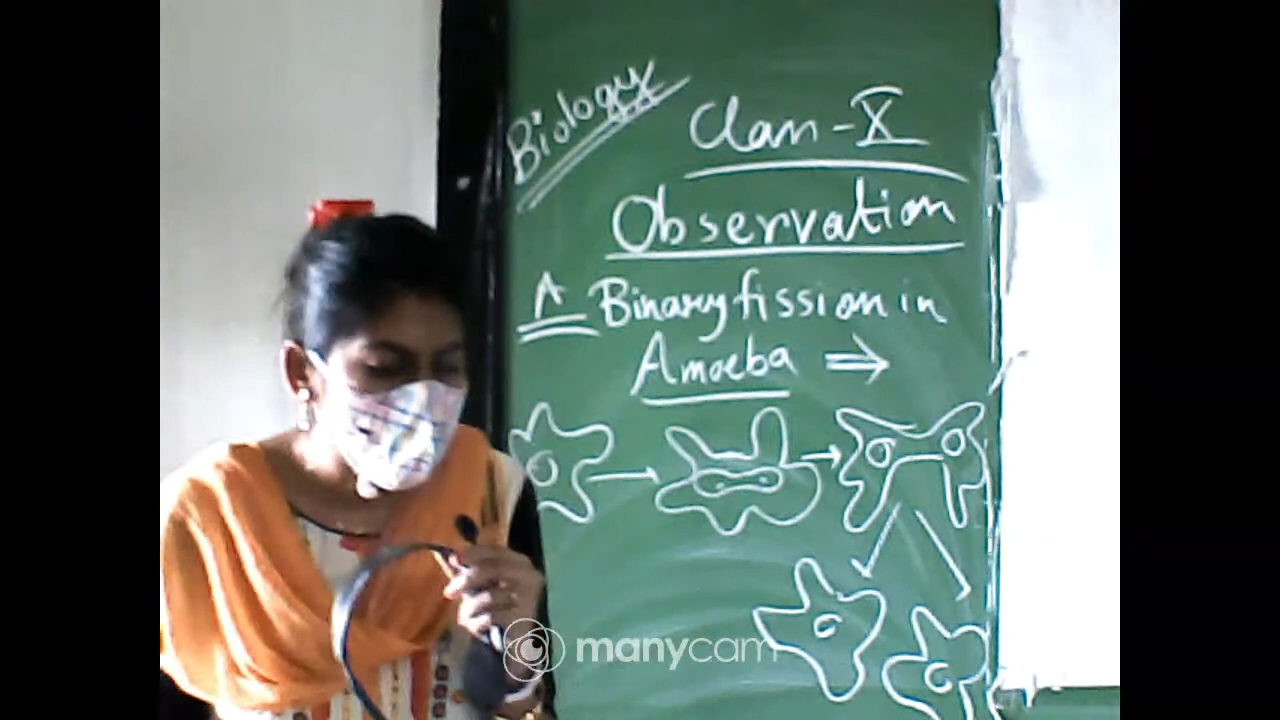 Biology
Class-X
Observation
A Binary fission in
Amoeba ⇒
manycam